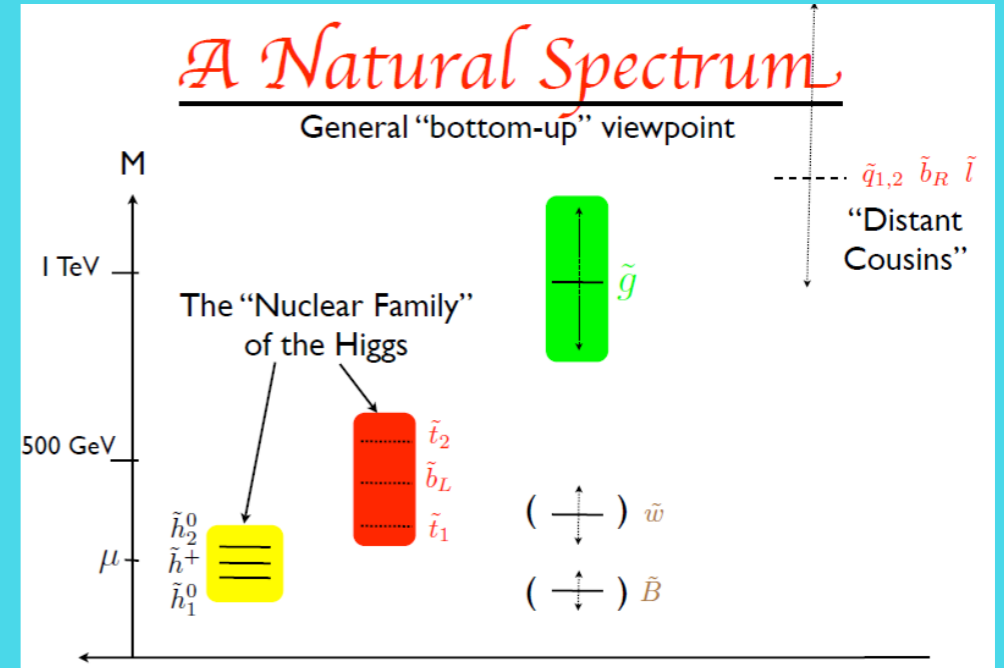 A Natural Spectrum
General “bottom-up” viewpoint
M
q̃1,2 b̃R l̃
“Distant
Cousins”
1 TeV
g̃
The “Nuclear Family”
of the Higgs
t̃2
500 GeV
b̃L
( ) w̃
t̃1
h̃⁰2
μ h̃+
h̃⁰1
( ) B̃